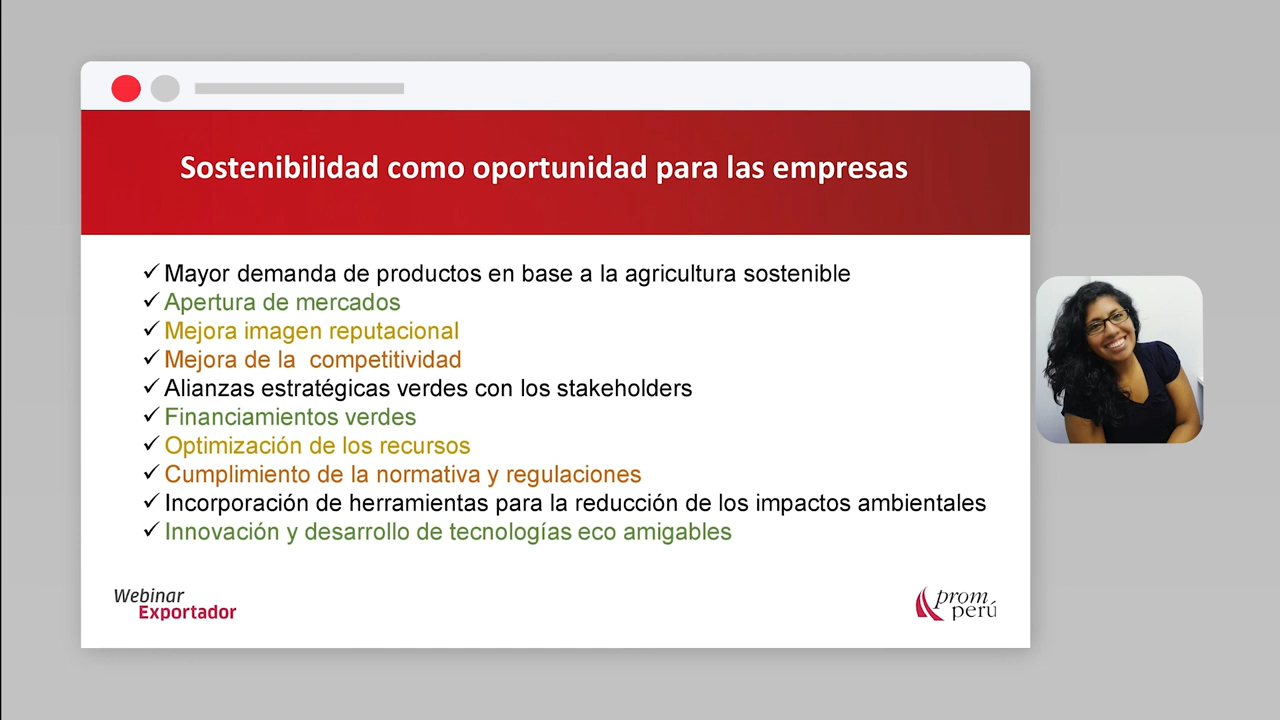 Sostenibilidad como oportunidad para las empresas
✓Mayor demanda de productos en base a la agricultura sostenible
✓Apertura de mercados
✓Mejora imagen reputacional
✓Mejora de la  competitividad
✓Alianzas estratégicas verdes con los stakeholders
✓Financiamientos verdes
✓Optimización de los recursos
✓Cumplimiento de la normativa y regulaciones
✓Incorporación de herramientas para la reducción de los impactos ambientales
✓Innovación y desarrollo de tecnologías eco amigables
Webinar
Exportador
prom
perú